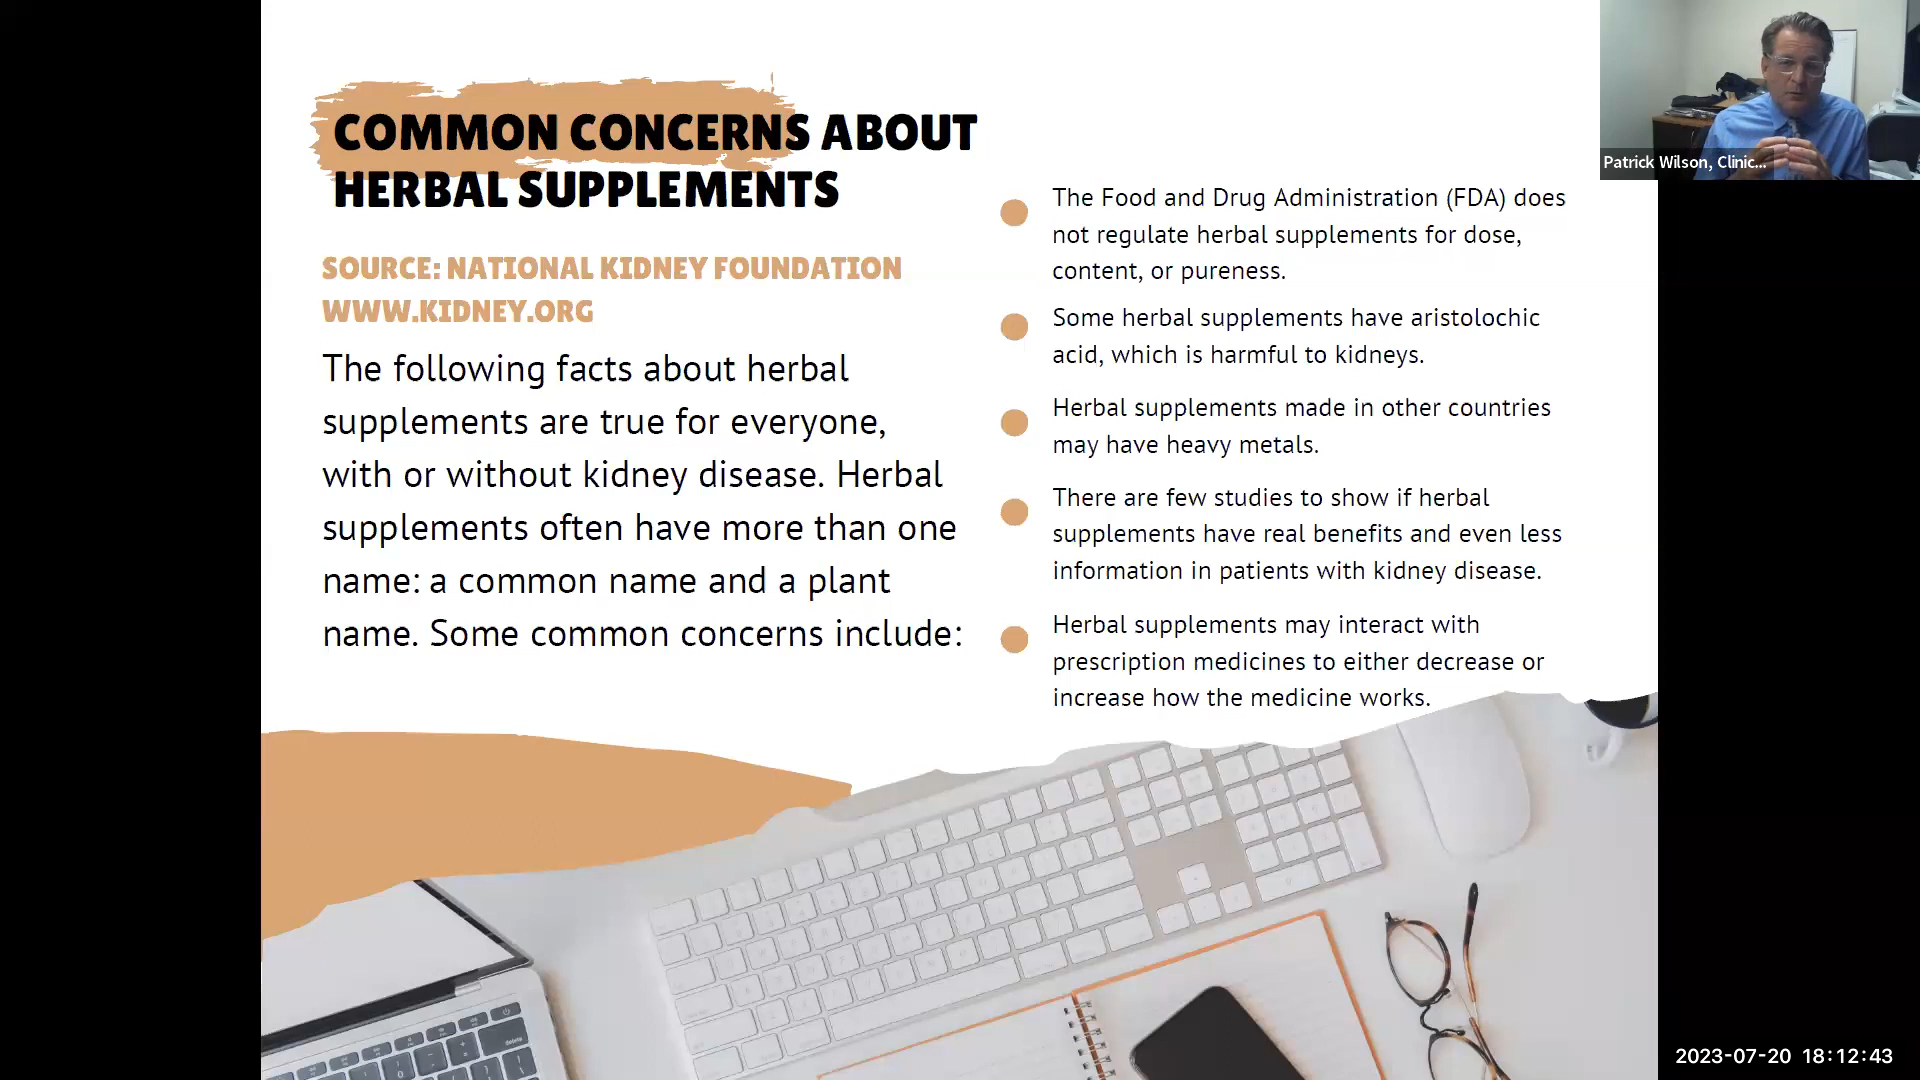 COMMON CONCERNS ABOUT
HERBAL SUPPLEMENTS
SOURCE: NATIONAL KIDNEY FOUNDATION
WWW.KIDNEY.ORG
The following facts about herbal
supplements are true for everyone,
with or without kidney disease. Herbal
supplements often have more than one
name: a common name and a plant
name. Some common concerns include:
The Food and Drug Administration (FDA) does
not regulate herbal supplements for dose,
content, or pureness.
Some herbal supplements have aristolochic
acid, which is harmful to kidneys.
Herbal supplements made in other countries
may have heavy metals.
There are few studies to show if herbal
supplements have real benefits and even less
information in patients with kidney disease.
Herbal supplements may interact with
prescription medicines to either decrease or
increase how the medicine works.
Patrick Wilson, Clinic...
delete
2023-07-20 18:12:43